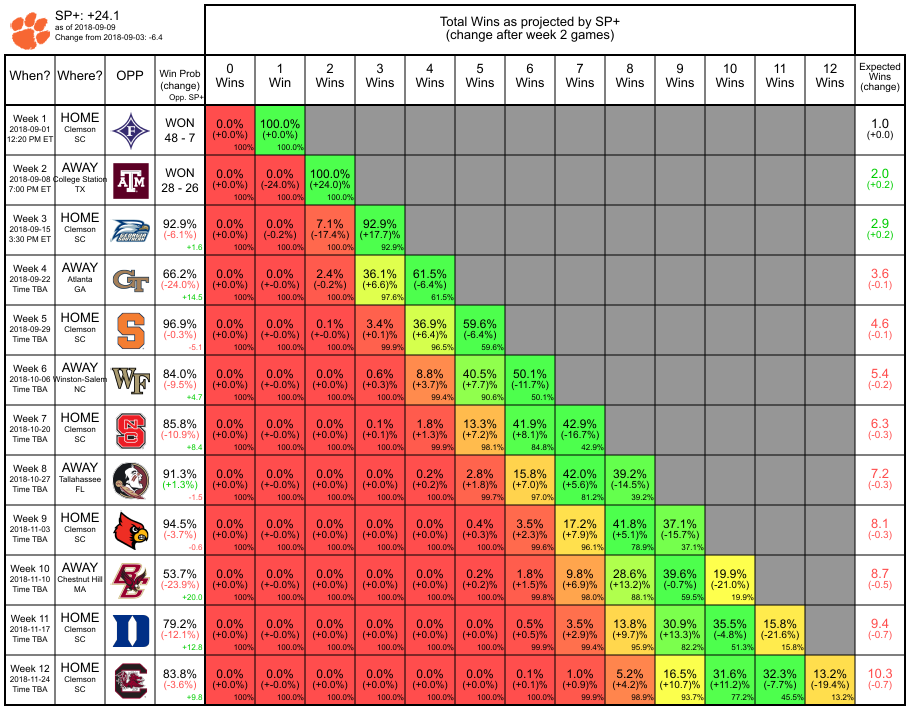 SP+: +24.1
as of 2018-09-09
Change from 2018-09-03: -6.4
Total Wins as projected by SP+
(change after week 2 games)
When? Where? OPP Win Prob (change) Opp. SP+ 0 Wins 1 Win 2 Wins 3 Wins 4 Wins 5 Wins 6 Wins 7 Wins 8 Wins 9 Wins 10 Wins 11 Wins 12 Wins Expected Wins (change)
Week 1 HOME WON 0.0% 100.0% 1.0
2018-09-01 Clemson F 48 - 7 (+0.0%) (+0.0%) (+0.0)
12:20 PM ET SC 100% 100.0%
Week 2 AWAY WON 0.0% 0.0% 100.0% 2.0
2018-09-08 College Station ATM 28 - 26 (+0.0%) (-24.0%) (+24.0)% (+0.2)
7:00 PM ET TX 100% 100.0% 100.0%
Week 3 HOME 92.9% 0.0% 0.0% 7.1% 92.9% 2.9
2018-09-15 Clemson (-6.1%) (+0.0%) (-0.2%) (-17.4%) (+17.7)% (+0.2)
3:30 PM ET SC +1.6 100% 100.0% 100.0% 92.9%
Week 4 AWAY 66.2% 0.0% 0.0% 2.4% 36.1% 61.5% 3.6
2018-09-22 Atlanta GT (-24.0%) (+0.0%) (+-0.0%) (-0.2%) (+6.6)% (-6.4%) (-0.1)
Time TBA GA +14.5 100% 100.0% 100.0% 97.6% 61.5%
Week 5 HOME 96.9% 0.0% 0.0% 0.1% 3.4% 36.9% 59.6% 4.6
2018-09-29 Clemson S (-0.3%) (+0.0%) (+-0.0%) (-0.0%) (+0.1)% (+6.4)% (-6.4%) (-0.1)
Time TBA SC -5.1 100% 100.0% 100.0% 99.9% 96.5% 59.6%
Week 6 AWAY 84.0% 0.0% 0.0% 0.0% 0.6% 8.8% 40.5% 50.1% 5.4
2018-10-06 Winston-Salem WF (-9.5%) (+0.0%) (+-0.0%) (+0.0%) (+0.3)% (+3.7)% (+7.7)% (-11.7%) (-0.2)
Time TBA NC +4.7 100% 100.0% 100.0% 100.0% 99.4% 90.6% 50.1%
Week 7 HOME 85.8% 0.0% 0.0% 0.0% 0.1% 1.8% 13.3% 41.9% 42.9% 6.3
2018-10-20 Clemson S (-10.9%) (+0.0%) (+-0.0%) (+0.0%) (+0.1)% (+1.3)% (+7.2)% (+8.1)% (-16.7%) (-0.3)
Time TBA SC +8.4 100% 100.0% 100.0% 100.0% 99.9% 98.1% 84.8% 42.9%
Week 8 AWAY 91.3% 0.0% 0.0% 0.0% 0.0% 0.2% 2.8% 15.8% 42.0% 39.2% 7.2
2018-10-27 Tallahassee (+1.3%) (+0.0%) (+-0.0%) (+0.0%) (+0.0%) (+0.2)% (+1.8)% (+7.0)% (+5.6)% (-14.5%) (-0.3)
Time TBA FL -1.5 100% 100.0% 100.0% 100.0% 100.0% 99.7% 97.0% 81.2% 39.2%
Week 9 HOME 94.5% 0.0% 0.0% 0.0% 0.0% 0.0% 0.4% 3.5% 17.2% 41.8% 37.1% 8.1
2018-11-03 Clemson (-3.7%) (+0.0%) (+-0.0%) (+0.0%) (+0.0%) (+0.0%) (+0.3)% (+2.3)% (+7.9)% (+5.1)% (-15.7%) (-0.3)
Time TBA SC -0.6 100% 100.0% 100.0% 100.0% 100.0% 100.0% 99.6% 96.1% 78.9% 37.1%
Week 10 AWAY 53.7% 0.0% 0.0% 0.0% 0.0% 0.0% 0.2% 1.8% 9.8% 28.6% 39.6% 19.9% 8.7
2018-11-10 Chestnut Hill BC (-23.9%) (+0.0%) (+-0.0%) (+0.0%) (+0.0%) (+0.0%) (+0.2)% (+1.5)% (+6.9)% (+13.2)% (-0.7%) (-21.0%) (-0.5)
Time TBA MA +20.0 100% 100.0% 100.0% 100.0% 100.0% 100.0% 99.8% 98.0% 88.1% 59.5% 19.9%
Week 11 HOME 79.2% 0.0% 0.0% 0.0% 0.0% 0.0% 0.0% 0.5% 3.5% 13.8% 30.9% 35.5% 15.8% 9.4
2018-11-17 Clemson D (-12.1%) (+0.0%) (+-0.0%) (+0.0%) (+0.0%) (+0.0%) (+0.0%) (+0.5)% (+2.9)% (+9.7)% (+13.3)% (-4.8%) (-21.6%) (-0.7)
Time TBA SC +12.8 100% 100.0% 100.0% 100.0% 100.0% 100.0% 99.9% 99.4% 95.9% 82.2% 51.3% 15.8%
Week 12 HOME 83.8% 0.0% 0.0% 0.0% 0.0% 0.0% 0.0% 0.1% 1.0% 5.2% 16.5% 31.6% 32.3% 13.2% 10.3
2018-11-24 Clemson C (-3.6%) (+0.0%) (+-0.0%) (+0.0%) (+0.0%) (+0.0%) (+0.0%) (+0.1)% (+0.9)% (+4.2)% (+10.7)% (+11.2)% (-7.7%) (-19.4%) (-0.7)
Time TBA SC +9.8 100% 100.0% 100.0% 100.0% 100.0% 100.0% 100.0% 99.8% 98.9% 93.7% 77.2% 45.5% 13.2%